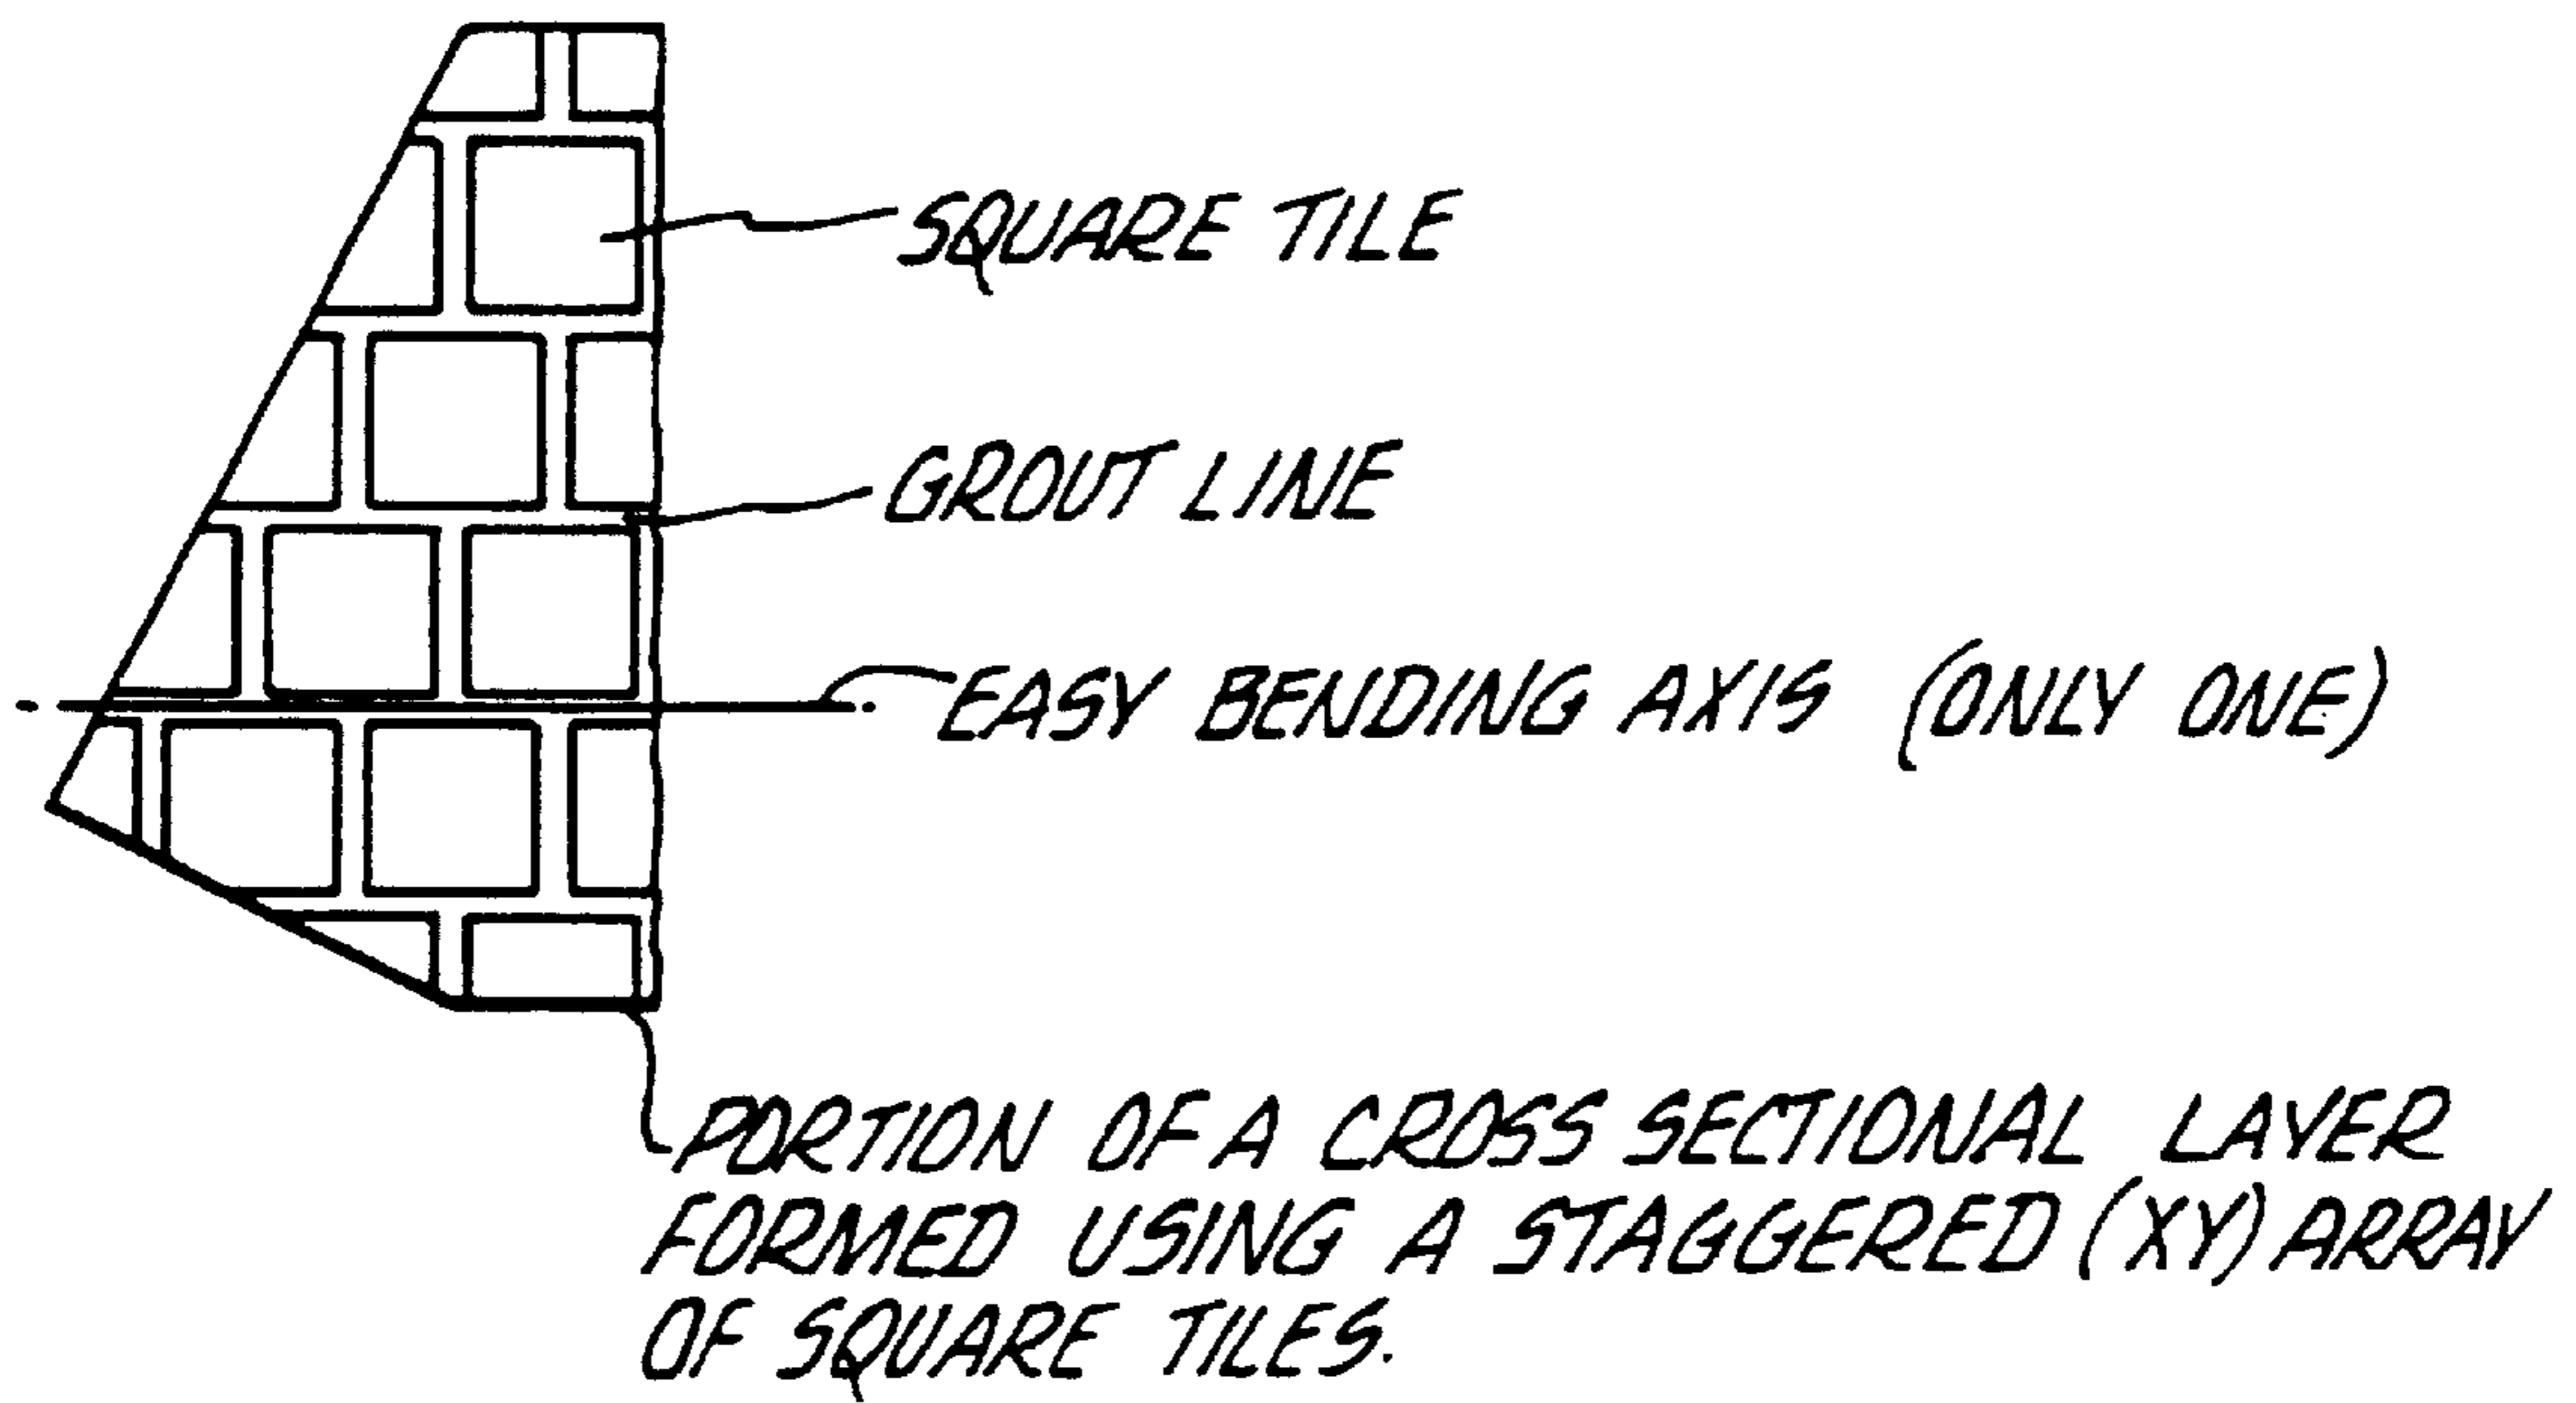 SQUARE TILE
GROUT LINE
EASY BENDING AXIS (ONLY ONE)
PORTION OF A CROSS SECTIONAL LAYER
FORMED USING A STAGGERED (XY) ARRAY
OF SQUARE TILES.